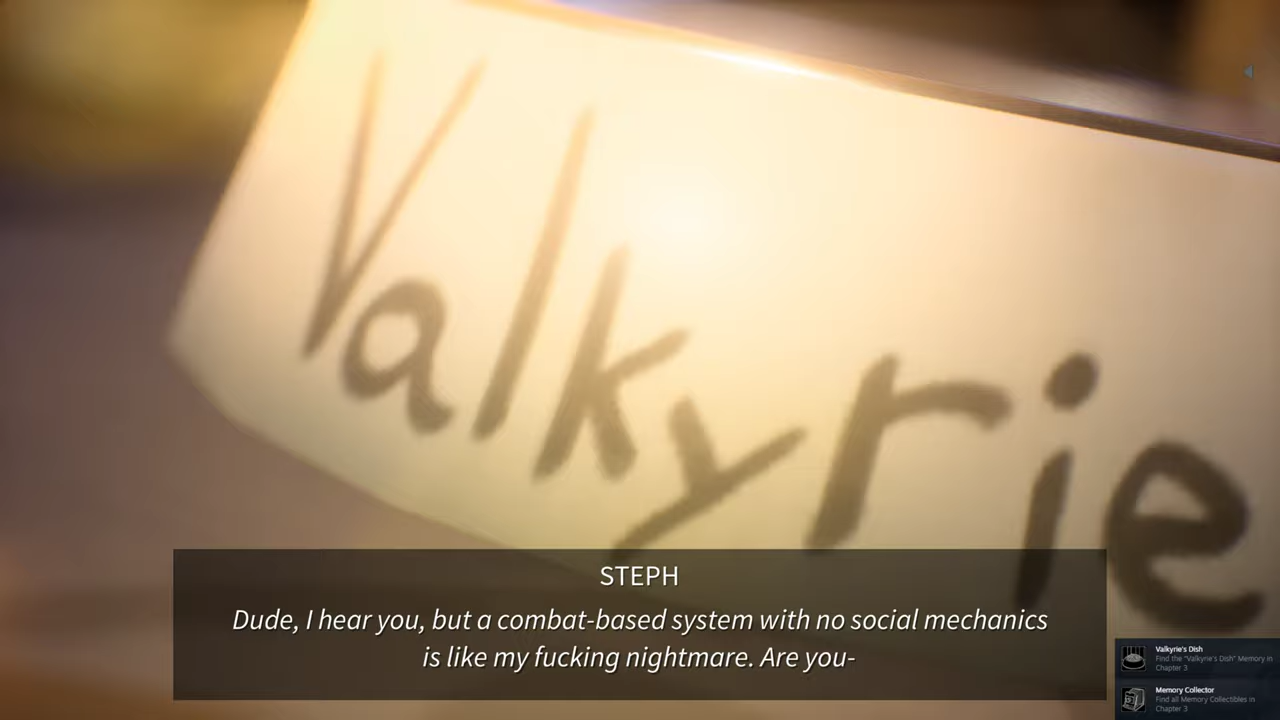 Valkyrie
STEPH
Dude, I hear you, but a combat-based system with no social mechanics
is like my fucking nightmare. Are you-
Valkyrie's Dish
Find the "Valkyrie's Dish" Memory in
Chapter 3
Memory Collector
Find all Memory Collectibles in
Chapter 3